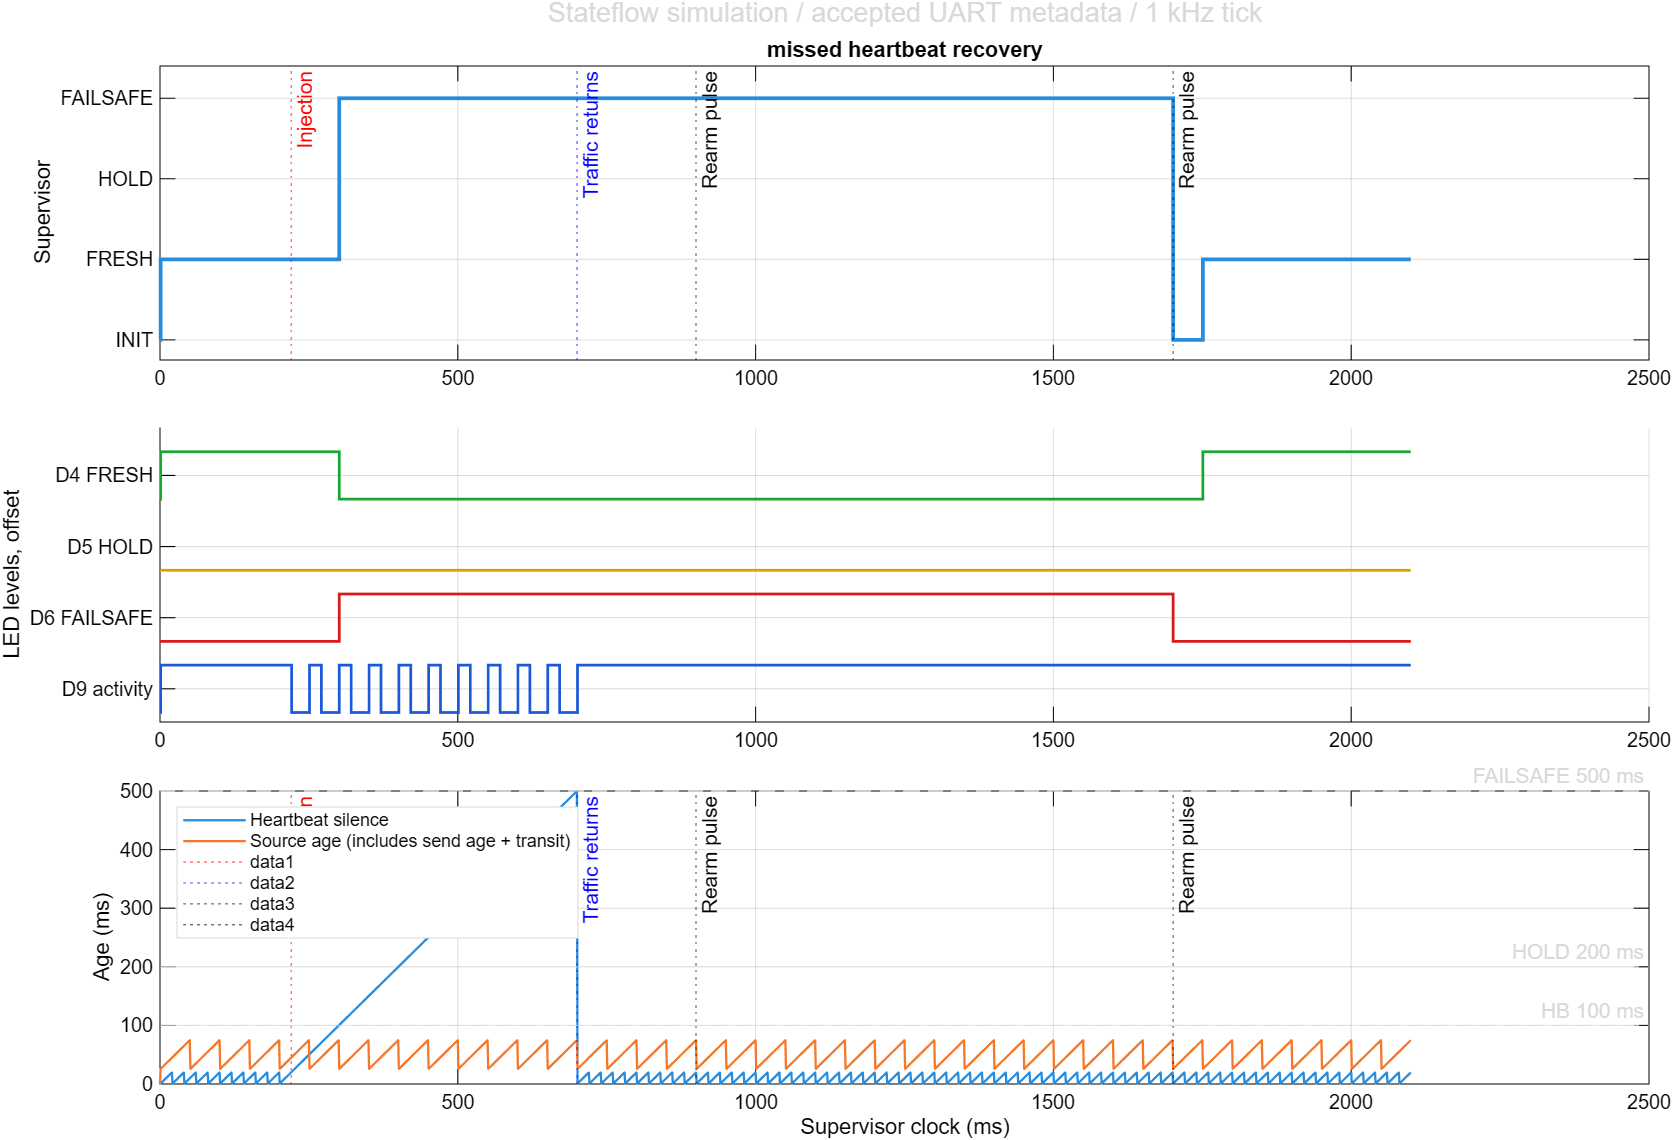 Stateflow simulation / accepted UART metadata / 1 kHz tick
missed heartbeat recovery
Supervisor
FAILSAFE
HOLD
FRESH
INIT
Injection
Traffic returns
Rearm pulse
Rearm pulse
0 500 1000 1500 2000 2500
LED levels, offset
D4 FRESH
D5 HOLD
D6 FAILSAFE
D9 activity
0 500 1000 1500 2000 2500
Age (ms)
500
400
300
200
100
0
FAILSAFE 500 ms
HOLD 200 ms
HB 100 ms
n
Heartbeat silence
Source age (includes send age + transit)
data1
data2
data3
data4
Traffic returns
Rearm pulse
Rearm pulse
0 500 1000 1500 2000 2500
Supervisor clock (ms)